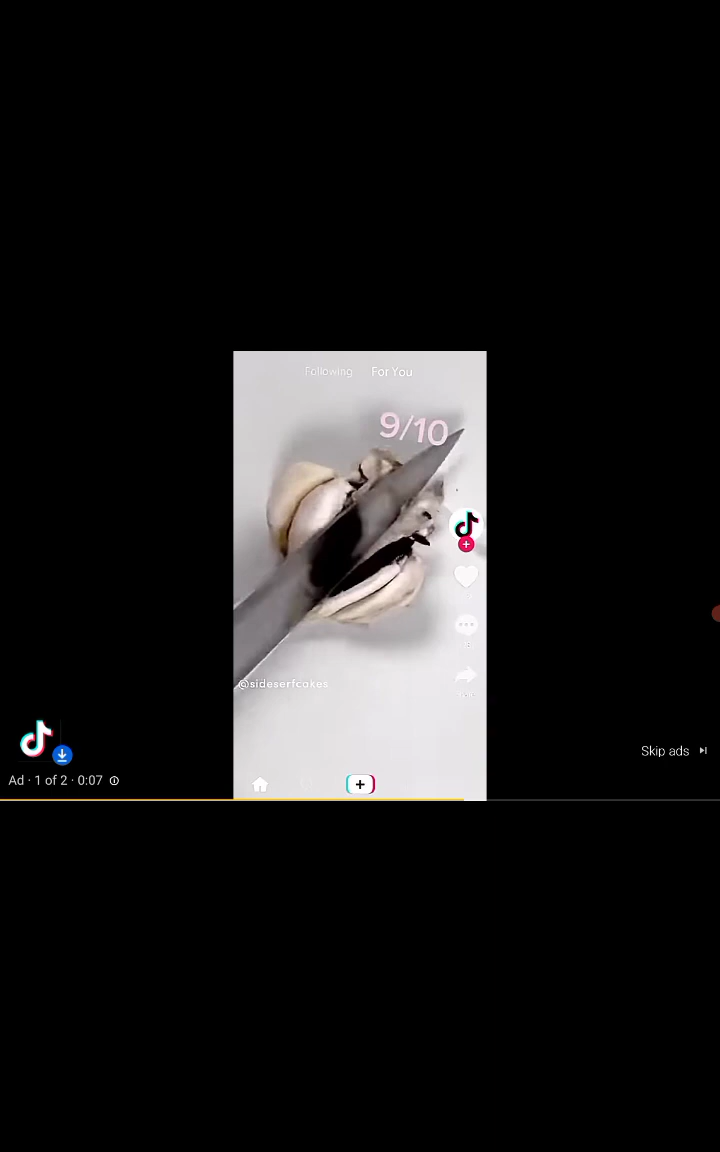 Following For You
9/10
@sideserfcakes
Skip ads
Ad · 1 of 2 · 0:07